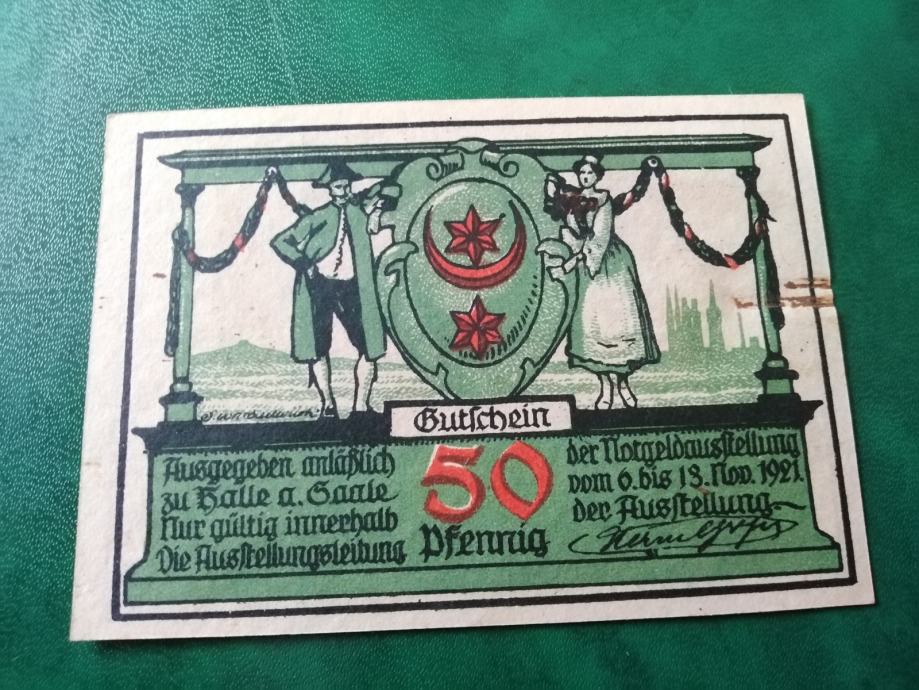 Gutschein
Ausgegeben anläßlich der Notgeldausstellung
zu Halle a. Saale 50 vom 6. bis 13. Nov. 1921.
Nur gültig innerhalb der Ausstellung
Die Ausstellungsleitung Pfennig